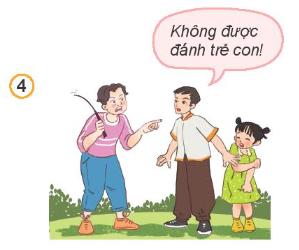 Không được
đánh trẻ con!
4